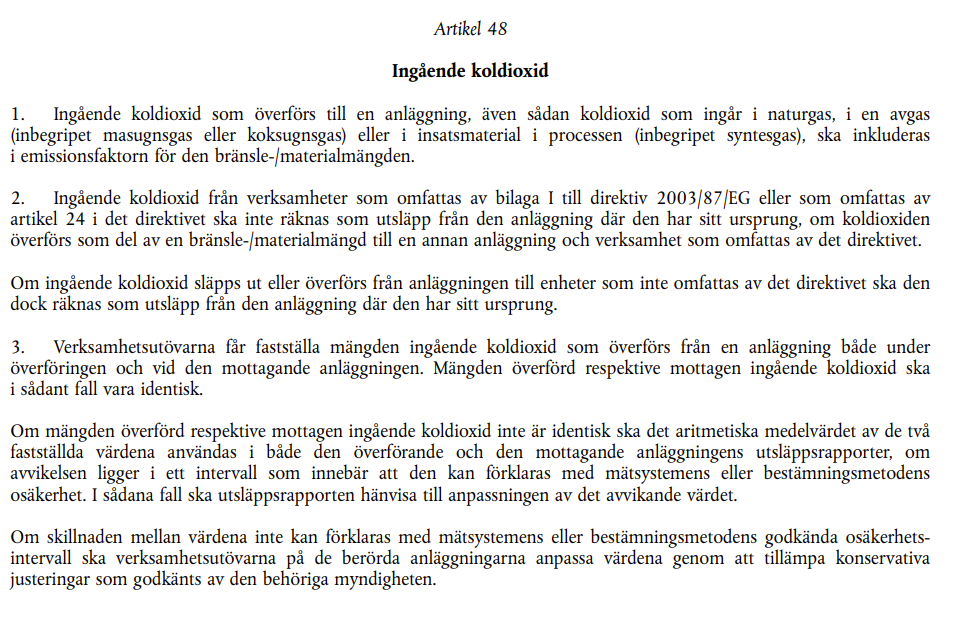 Artikel 48
Ingående koldioxid
1. Ingående koldioxid som överförs till en anläggning, även sådan koldioxid som ingår i naturgas, i en avgas
(inbegripet masugnsgas eller koksugnsgas) eller i insatsmaterial i processen (inbegripet syntesgas), ska inkluderas
i emissionsfaktorn för den bränsle-/materialmängden.
2. Ingående koldioxid från verksamheter som omfattas av bilaga I till direktiv 2003/87/EG eller som omfattas av
artikel 24 i det direktivet ska inte räknas som utsläpp från den anläggning där den har sitt ursprung, om koldioxiden
överförs som del av en bränsle-/materialmängd till en annan anläggning och verksamhet som omfattas av det direktivet.
Om ingående koldioxid släpps ut eller överförs från anläggningen till enheter som inte omfattas av det direktivet ska den
dock räknas som utsläpp från den anläggning där den har sitt ursprung.
3. Verksamhetsutövarna får fastställa mängden ingående koldioxid som överförs från en anläggning både under
överföringen och vid den mottagande anläggningen. Mängden överförd respektive mottagen ingående koldioxid ska
i sådant fall vara identisk.
Om mängden överförd respektive mottagen ingående koldioxid inte är identisk ska det aritmetiska medelvärdet av de två
fastställda värdena användas i både den överförande och den mottagande anläggningens utsläppsrapporter, om
avvikelsen ligger i ett intervall som innebär att den kan förklaras med mätsystemens eller bestämningsmetodens
osäkerhet. I sådana fall ska utsläppsrapporten hänvisa till anpassningen av det avvikande värdet.
Om skillnaden mellan värdena inte kan förklaras med mätsystemens eller bestämningsmetodens godkända osäkerhets-
intervall ska verksamhetsutövarna på de berörda anläggningarna anpassa värdena genom att tillämpa konservativa
justeringar som godkänts av den behöriga myndigheten.